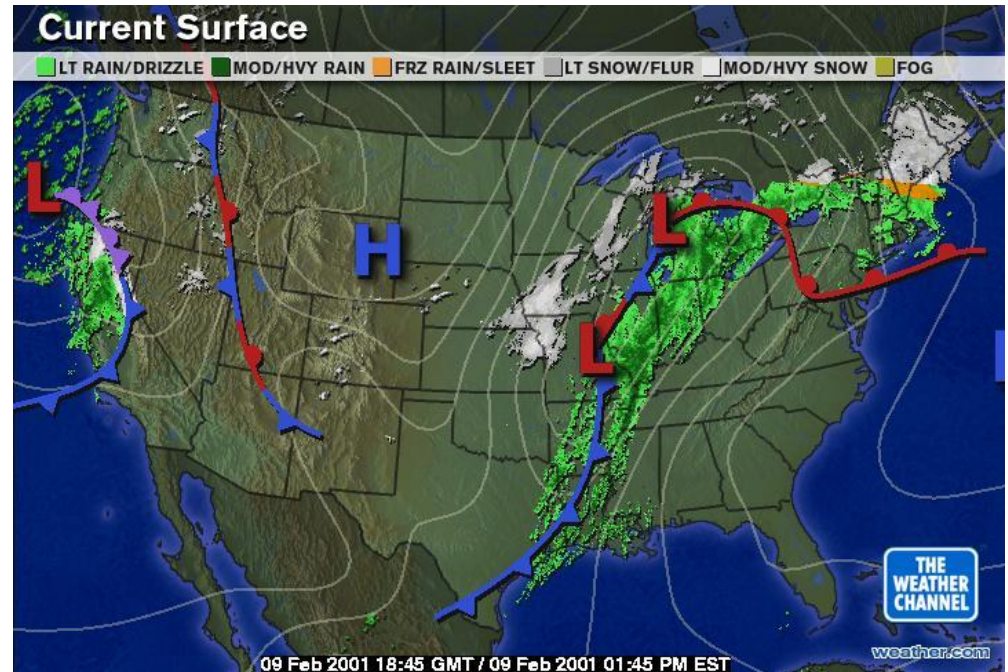 Current Surface
LT RAIN/DRIZZLE MOD/HVY RAIN FRZ RAIN/SLEET LT SNOW/FLUR MOD/HVY SNOW FOG
L
H
L
L
THE
WEATHER
CHANNEL
weather.com
09 Feb 2001 18:45 GMT / 09 Feb 2001 01:45 PM EST